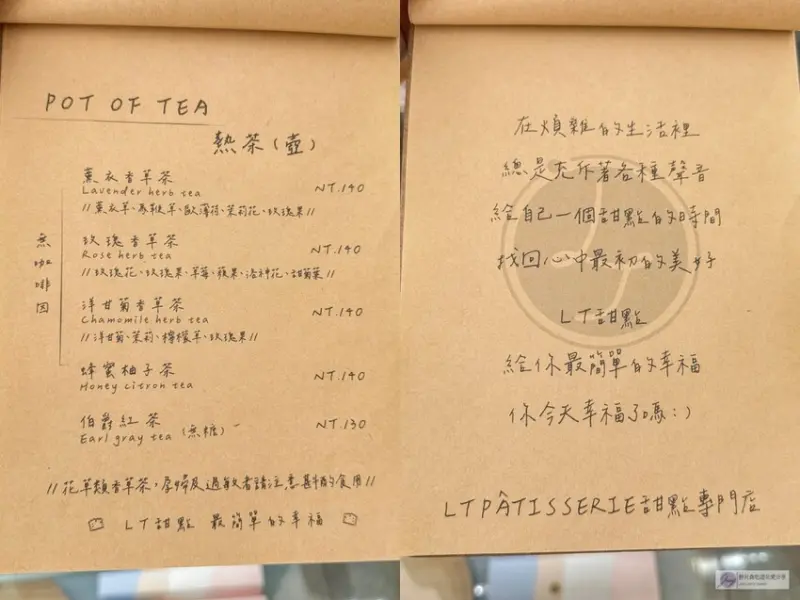 POT OF TEA
熱茶(壺)
無咖啡因
薰衣香草茶
Lavender herb tea NT.140
//薰衣草、馬鞭草、歐薄荷、茉莉花、玫瑰果//
玫瑰香草茶
Rose herb tea NT.140
//玫瑰花、玫瑰果、草莓、蘋果、洛神花、甜菊葉//
洋甘菊香草茶
Chamomile herb tea NT.140
//洋甘菊、茉莉、檸檬草、玫瑰果//
蜂蜜柚子茶
Honey citron tea NT.140
伯爵紅茶
Earl gray tea (無糖) NT.130
//花草類香草茶,孕婦及過敏者請注意斟酌食用//
LT甜點 最簡單的幸福
在煩雜的生活裡
總是充斥著各種聲音
給自己一個甜點的時間
找回心中最初的美好
LT甜點
給你最簡單的幸福
你今天幸福了嗎:)
LTPÂTISSERIE甜點專門店